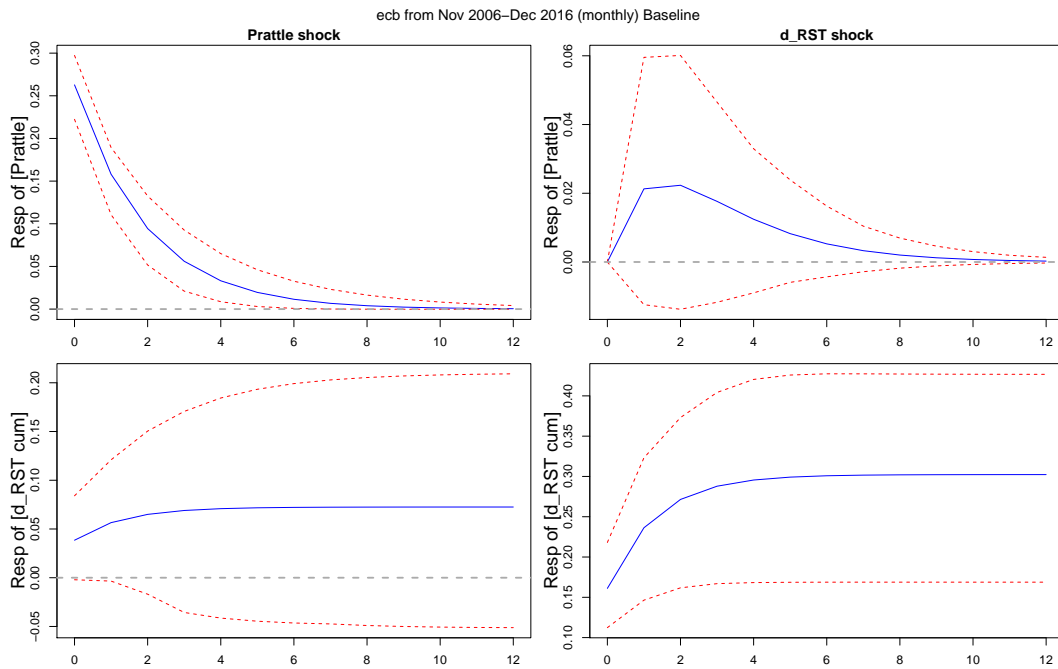 ecb from Nov 2006–Dec 2016 (monthly) Baseline
Prattle shock
Resp of [Prattle]
0.30
0.25
0.20
0.15
0.10
0.05
0.00
0 2 4 6 8 10 12
d_RST shock
Resp of [Prattle]
0.06
0.04
0.02
0.00
0 2 4 6 8 10 12
Resp of [d_RST cum]
0.20
0.15
0.10
0.05
0.00
−0.05
0 2 4 6 8 10 12
Resp of [d_RST cum]
0.40
0.35
0.30
0.25
0.20
0.15
0.10
0 2 4 6 8 10 12